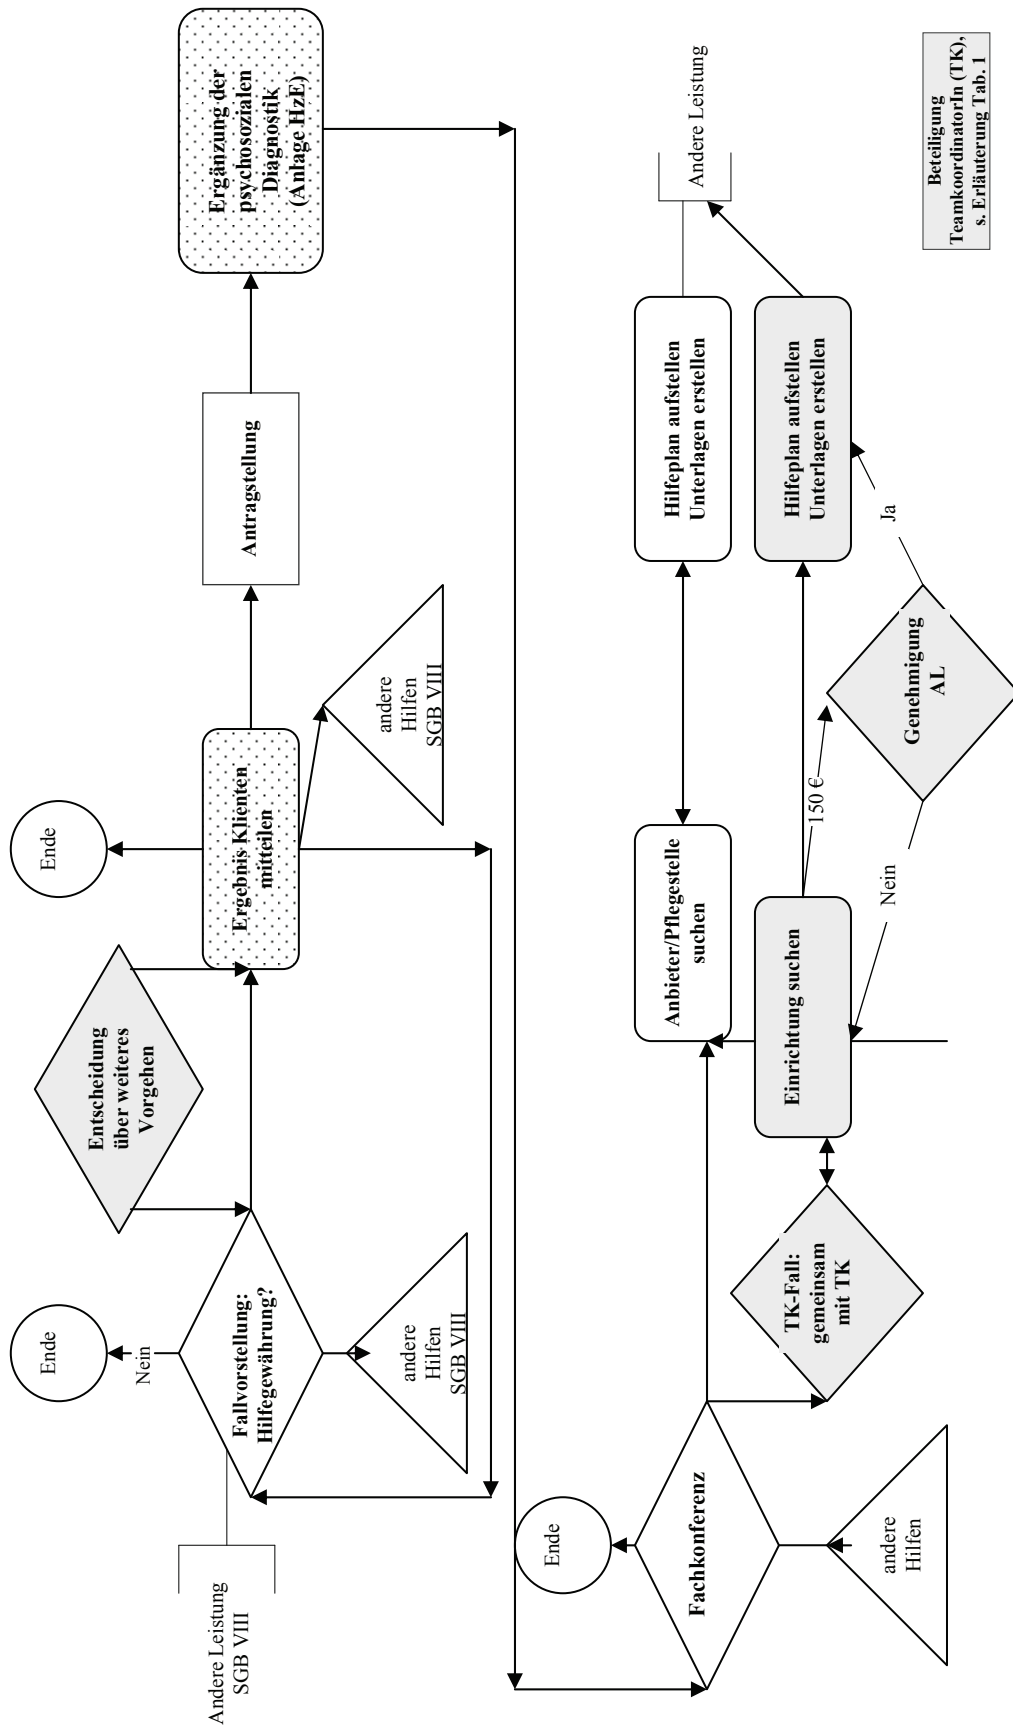 Andere Leistung
SGB VIII
Ende
Nein
Fallvorstellung:
Hilfegewährung?
andere
Hilfen
SGB VIII
Entscheidung
über weiteres
Vorgehen
Ende
Ergebnis Klienten
mitteilen
andere
Hilfen
SGB VIII
Antragstellung
Ergänzung der
psychosozialen
Diagnostik
(Anlage HzE)
Ende
Fachkonferenz
andere
Hilfen
TK-Fall:
gemeinsam
mit TK
Anbieter/Pflegestelle
suchen
Einrichtung suchen
150 €
Nein
Genehmigung
AL
Ja
Hilfeplan aufstellen
Unterlagen erstellen
Hilfeplan aufstellen
Unterlagen erstellen
Andere Leistung
Beteiligung
TeamkoordinatorIn (TK),
s. Erläuterung Tab. 1